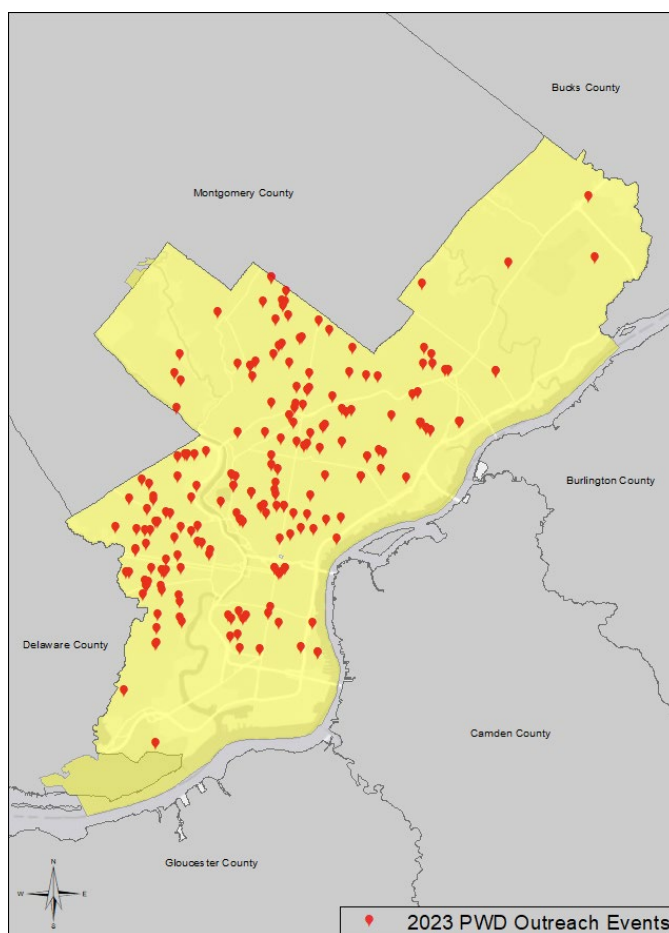 Bucks County
Montgomery County
Burlington County
Delaware County
Camden County
Gloucester County
N
W
E
S
2023 PWD Outreach Events